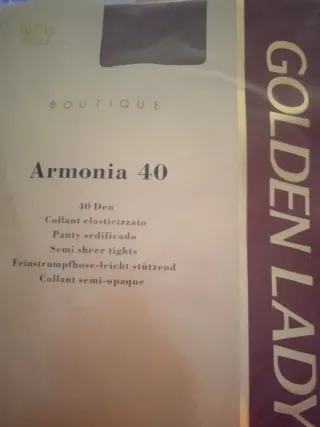 BOUTIQUE
Armonia 40
40 Den
Collant elasticizzato
Panty sedificado
Semi sheer tights
Feinstrumpfhose-leicht stützend
Collant semi-opaque
GOLDEN LADY